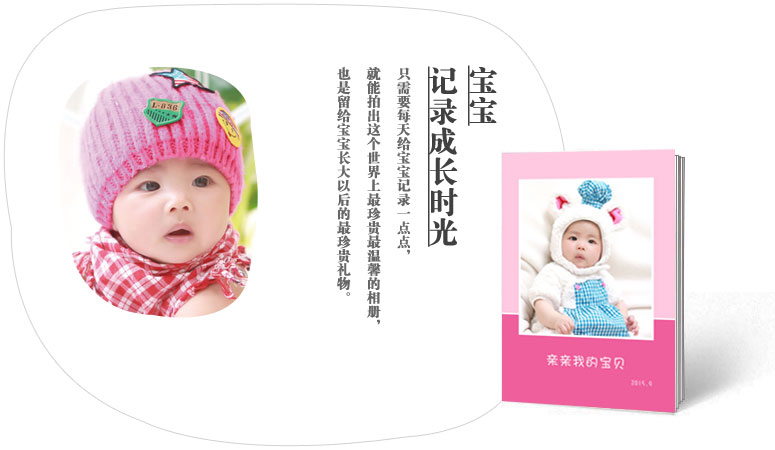 宝宝
记录成长时光
只需要每天给宝宝记录一点点，
就能拍出这个世界上最珍贵最温馨的相册，
也是留给宝宝长大以后的最珍贵礼物。
L-856
亲亲我的宝贝